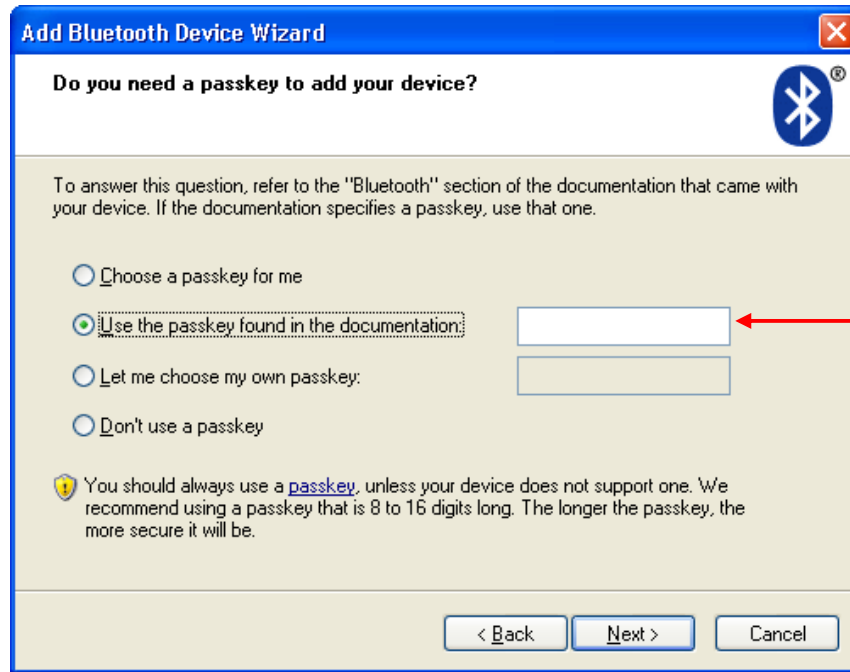 Add Bluetooth Device Wizard
Do you need a passkey to add your device?
®
To answer this question, refer to the "Bluetooth" section of the documentation that came with
your device. If the documentation specifies a passkey, use that one.
Choose a passkey for me
Use the passkey found in the documentation:
Let me choose my own passkey:
Don't use a passkey
You should always use a passkey, unless your device does not support one. We
recommend using a passkey that is 8 to 16 digits long. The longer the passkey, the
more secure it will be.
< Back Next > Cancel